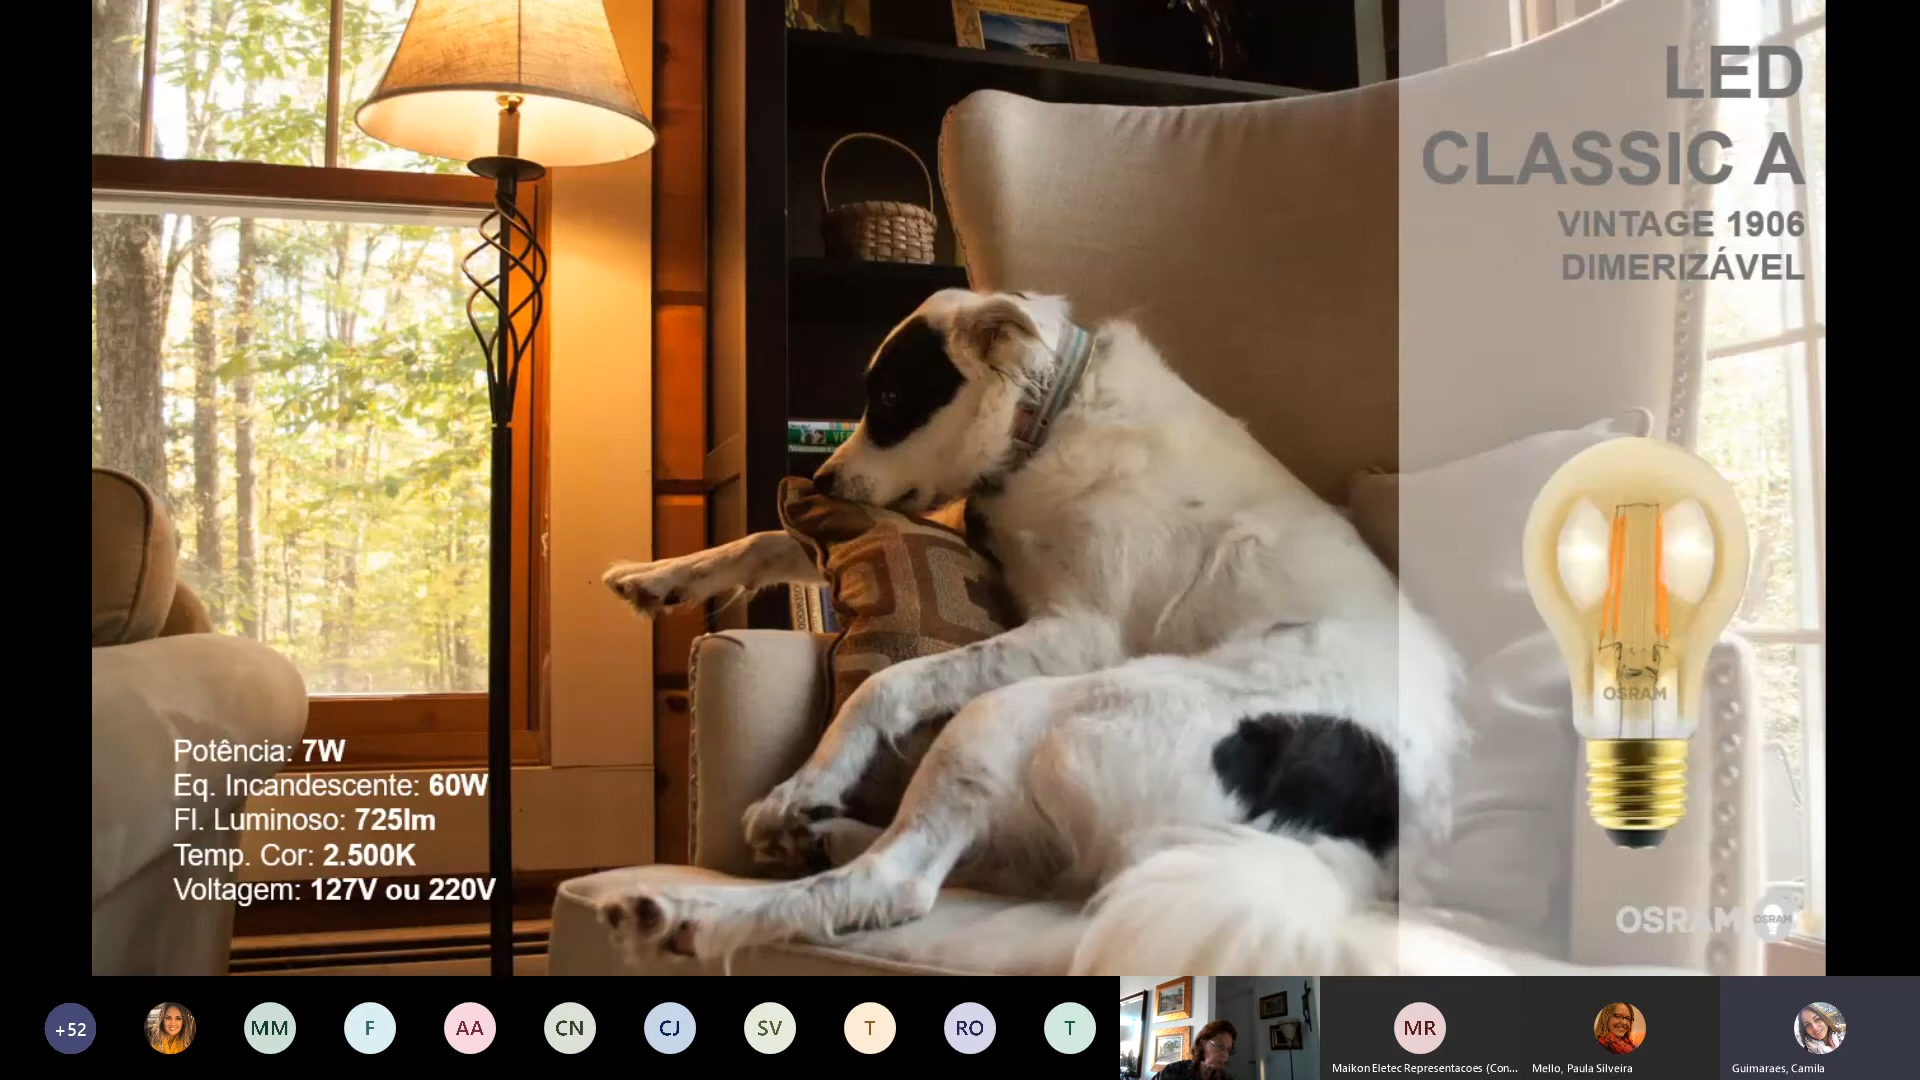 LED
CLASSIC A
VINTAGE 1906
DIMERIZÁVEL
Potência: 7W
Eq. Incandescente: 60W
Fl. Luminoso: 725lm
Temp. Cor: 2.500K
Voltagem: 127V ou 220V
OSRAM
OSRAM OSRAM
+52
MM
F
AA
CN
CJ
SV
T
RO
T
MR
Maikon Eletec Representacoes (Con...
Mello, Paula Silveira
Guimaraes, Camila